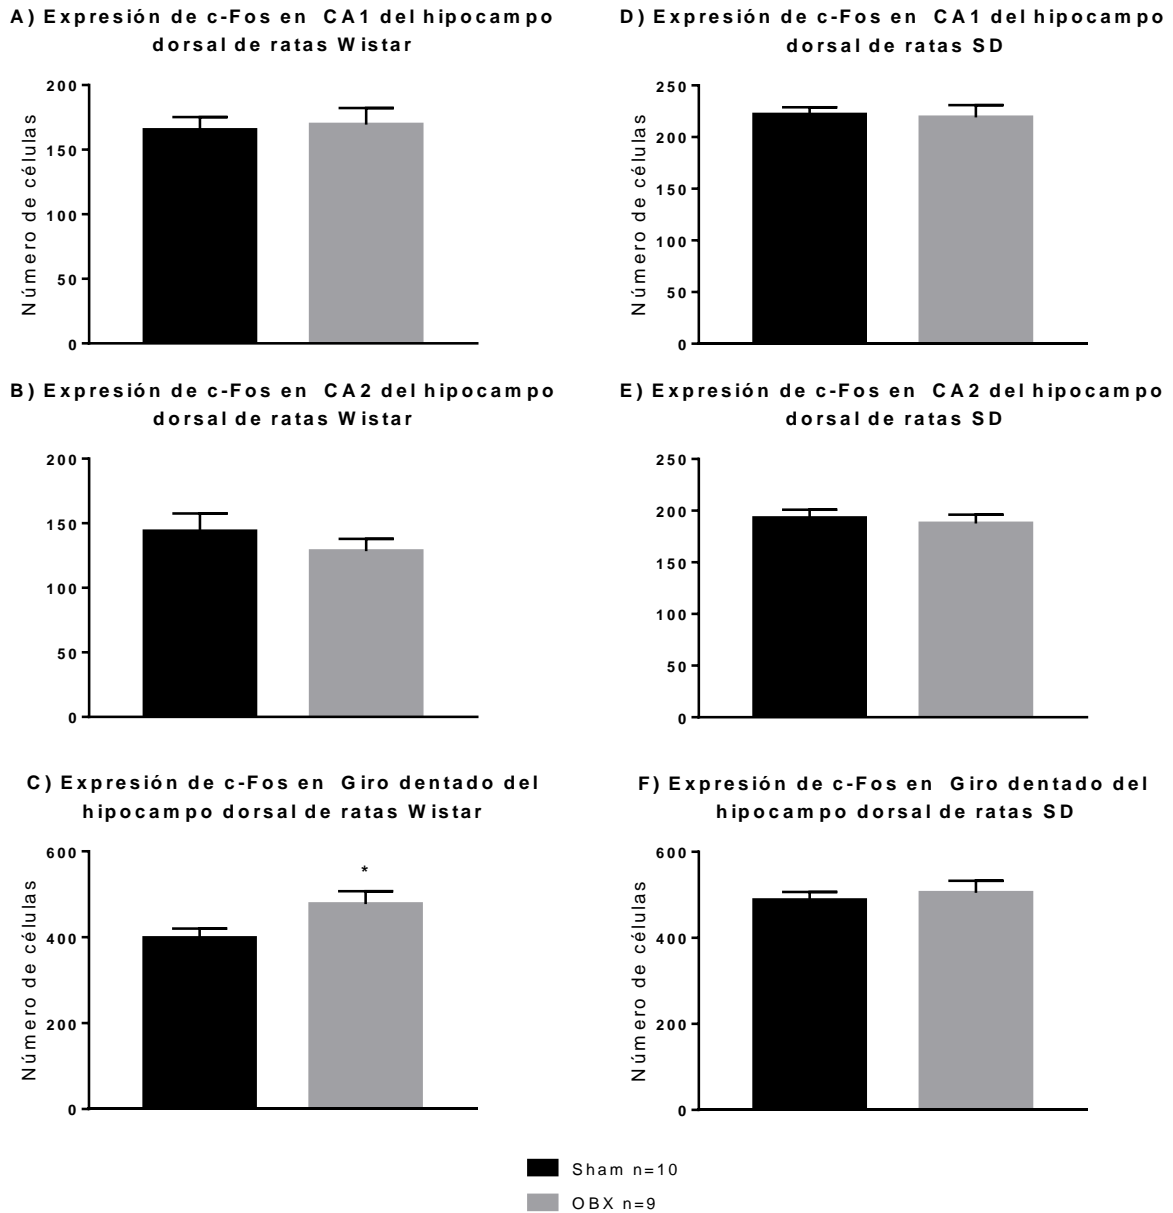 A) Expresión de c-Fos en CA1 del hipocampo
dorsal de ratas Wistar
Número de células
200
150
100
50
0
D) Expresión de c-Fos en CA1 del hipocampo
dorsal de ratas SD
Número de células
250
200
150
100
50
0
B) Expresión de c-Fos en CA2 del hipocampo
dorsal de ratas Wistar
200
150
100
50
0
E) Expresión de c-Fos en CA2 del hipocampo
dorsal de ratas SD
250
200
150
100
50
0
C) Expresión de c-Fos en Giro dentado del
hipocampo dorsal de ratas Wistar
Número de células
600
400
200
0
*
F) Expresión de c-Fos en Giro dentado del
hipocampo dorsal de ratas SD
Número de células
600
400
200
0
Sham n=10
OBX n=9